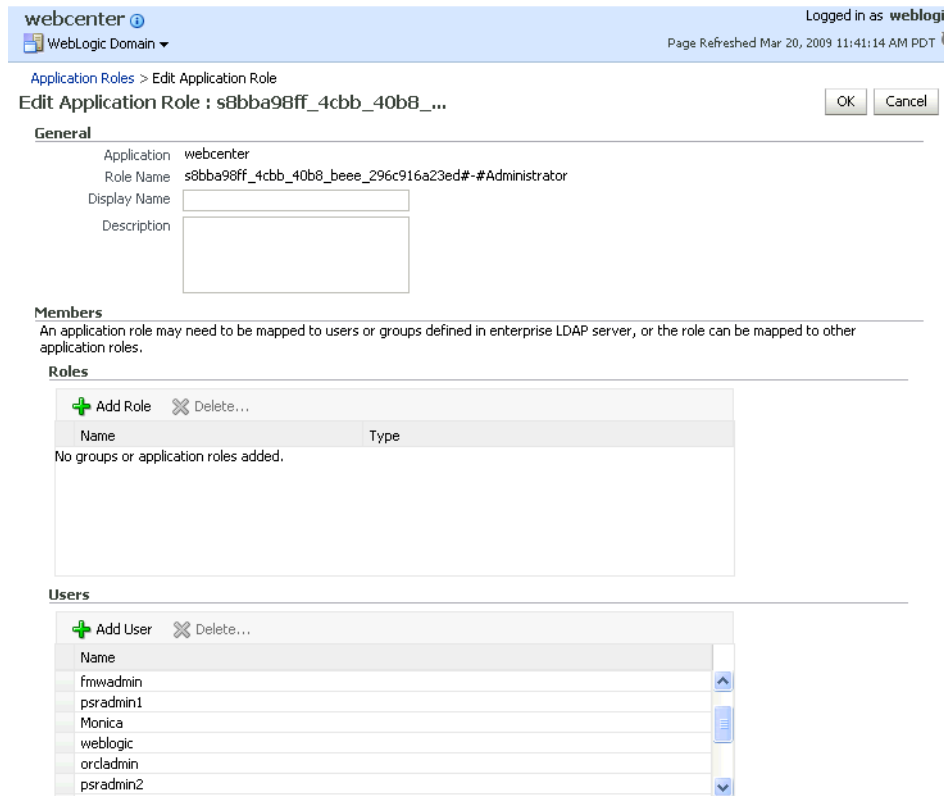 webcenter
Logged in as weblogi
WebLogic Domain
Page Refreshed Mar 20, 2009 11:41:14 AM PDT
Application Roles > Edit Application Role
Edit Application Role : s8bba98ff_4cbb_40b8_...
OK
Cancel
General
Application webcenter
Role Name s8bba98ff_4cbb_40b8_beee_296c916a23ed#-#Administrator
Display Name
Description
Members
An application role may need to be mapped to users or groups defined in enterprise LDAP server, or the role can be mapped to other
application roles.
Roles
Add Role Delete...
Name Type
No groups or application roles added.
Users
Add User Delete...
Name
fmwadmin
psradmin1
Monica
weblogic
orcladmin
psradmin2